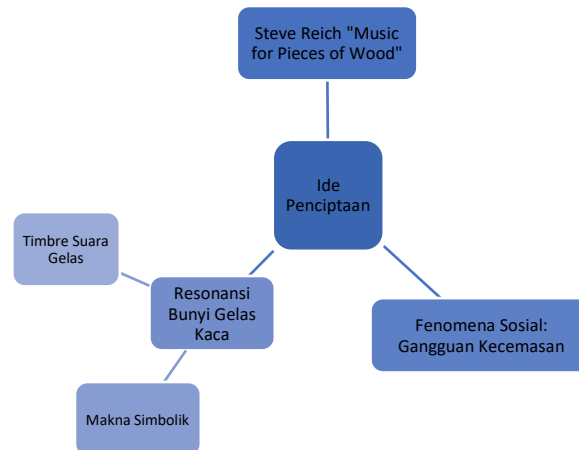 Steve Reich "Music
for Pieces of Wood"
Ide
Penciptaan
Timbre Suara
Gelas
Resonansi
Bunyi Gelas
Kaca
Fenomena Sosial:
Gangguan Kecemasan
Makna Simbolik